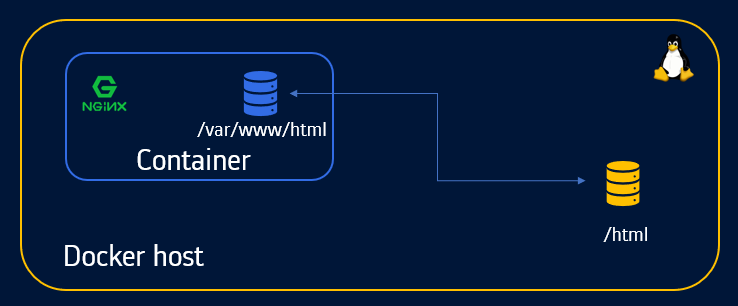 NGINX
/var/www/html
Container
/html
Docker host